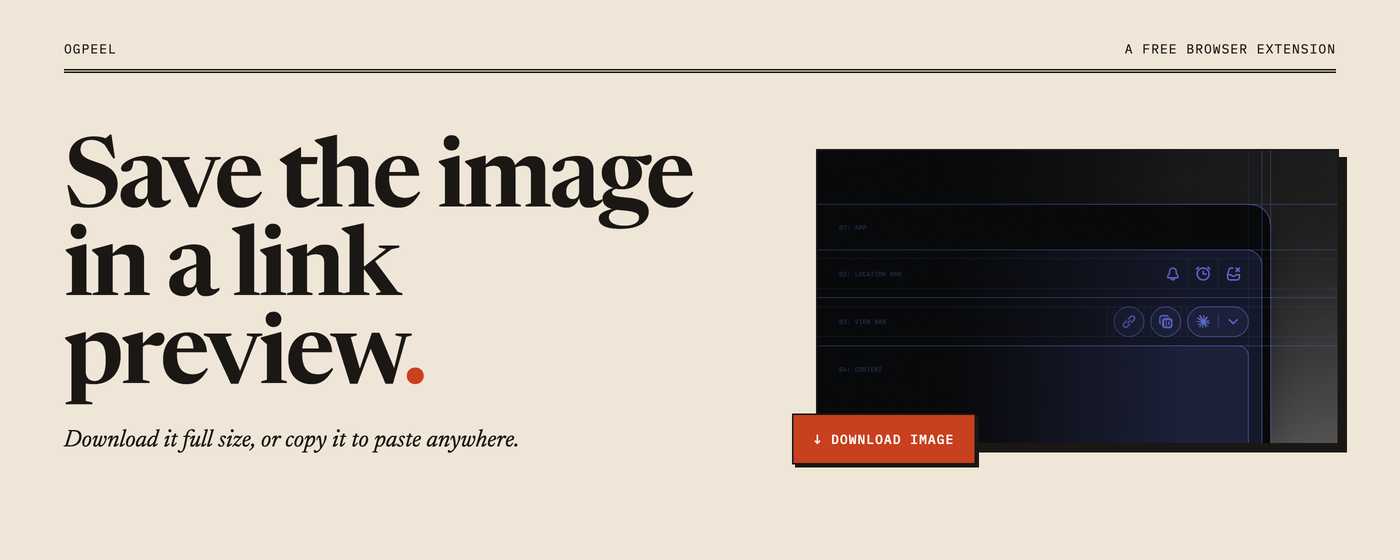 OGPEEL
A FREE BROWSER EXTENSION
Save the image
in a link
preview.
Download it full size, or copy it to paste anywhere.
01: APP
02: LOCATION BAR
03: VIEW BAR
04: CONTENT
↓ DOWNLOAD IMAGE